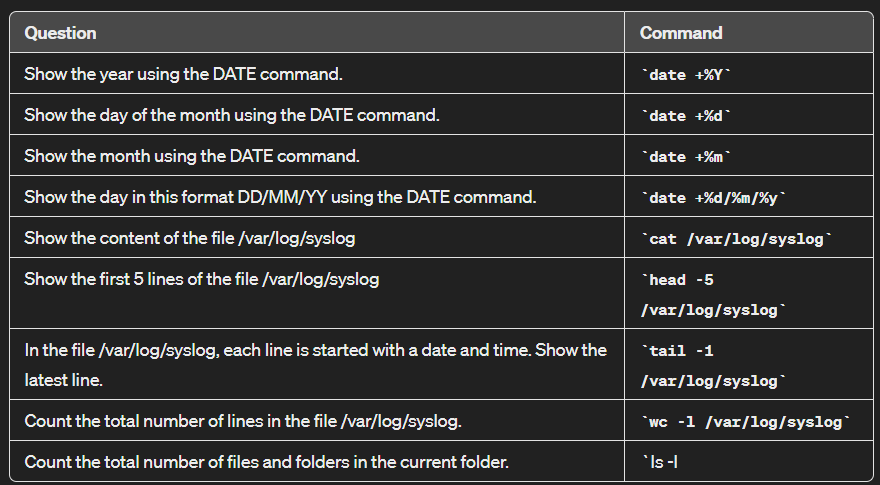 Question Command
Show the year using the DATE command. `date +%Y`
Show the day of the month using the DATE command. `date +%d`
Show the month using the DATE command. `date +%m`
Show the day in this format DD/MM/YY using the DATE command. `date +%d/%m/%y`
Show the content of the file /var/log/syslog `cat /var/log/syslog`
Show the first 5 lines of the file /var/log/syslog `head -5
/var/log/syslog`
In the file /var/log/syslog, each line is started with a date and time. Show the `tail -1
latest line. /var/log/syslog`
Count the total number of lines in the file /var/log/syslog. `wc -l /var/log/syslog`
Count the total number of files and folders in the current folder. `ls -l